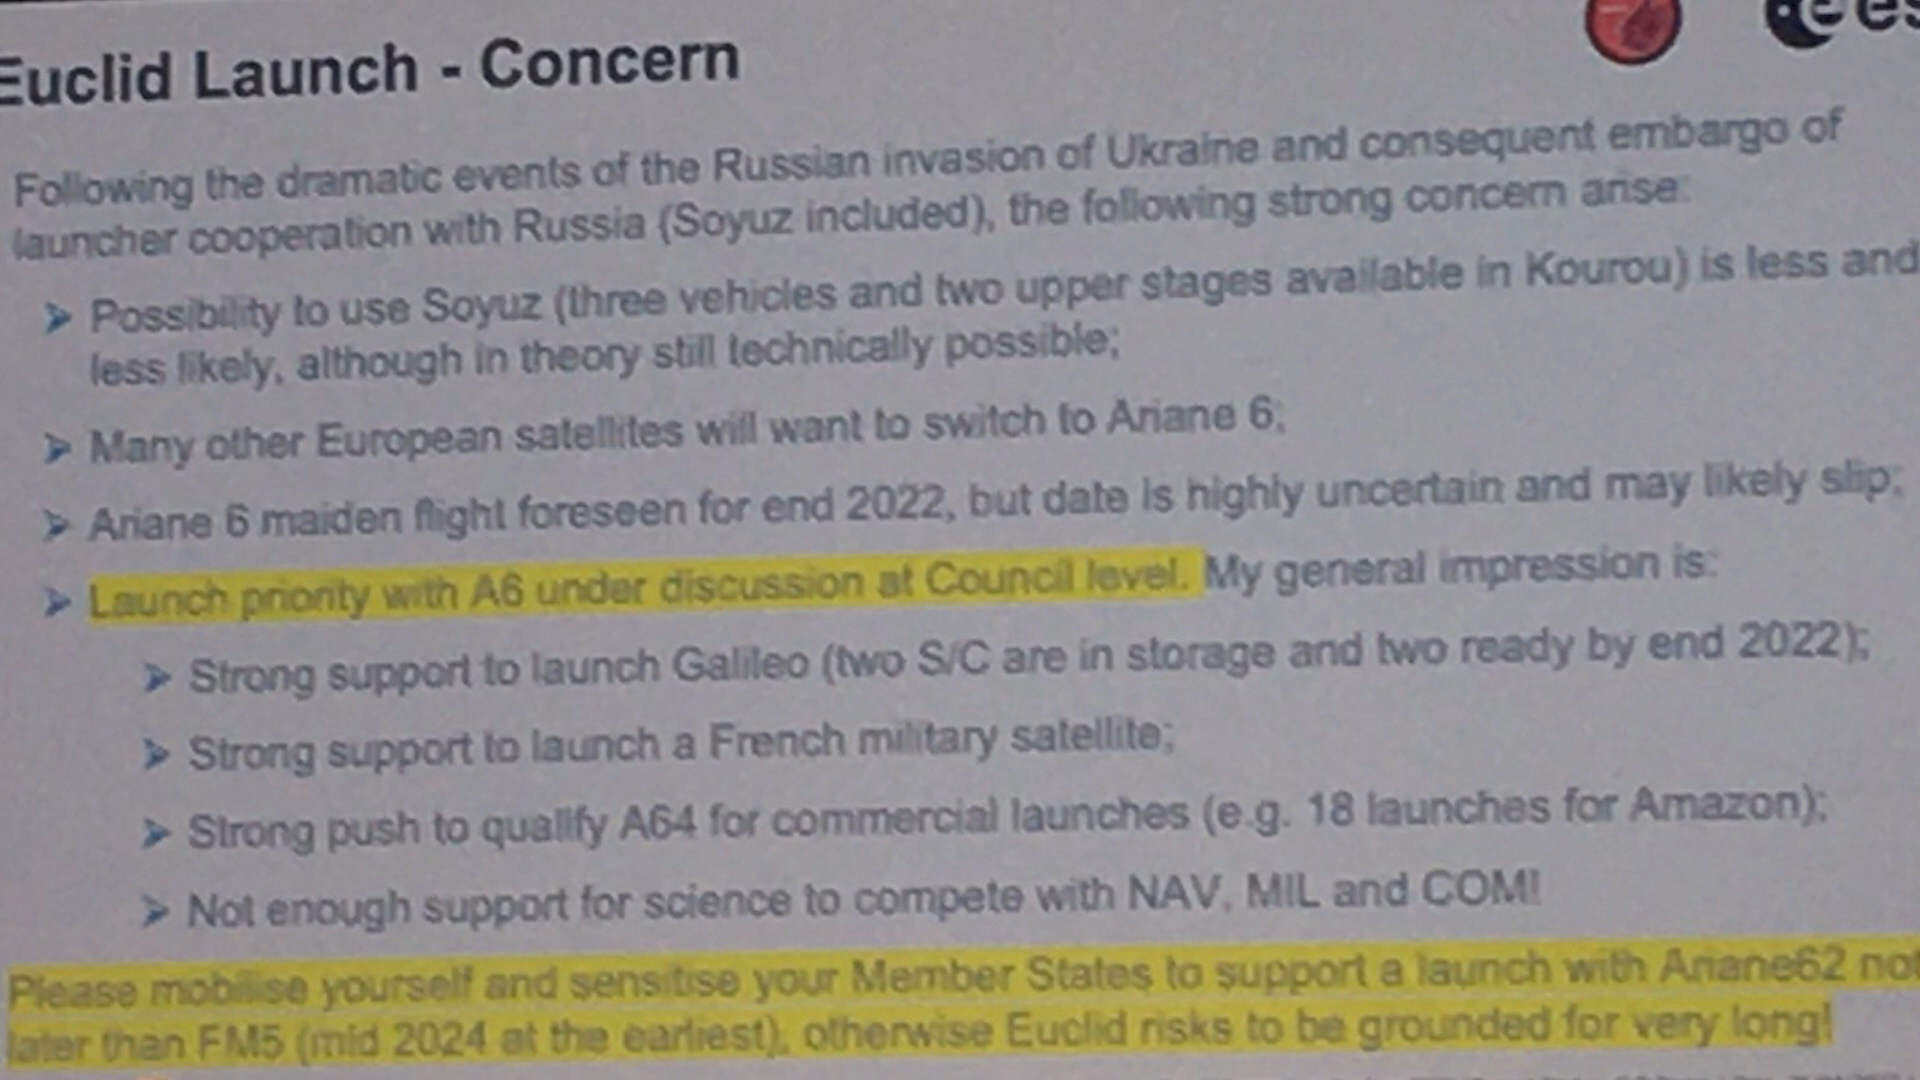 Euclid Launch - Concern
Following the dramatic events of the Russian invasion of Ukraine and consequent embargo of
launcher cooperation with Russia (Soyuz included), the following strong concern arise:
➢ Possibility to use Soyuz (three vehicles and two upper stages available in Kourou) is less and
less likely, although in theory still technically possible;
➢ Many other European satellites will want to switch to Ariane 6;
➢ Ariane 6 maiden flight foreseen for end 2022, but date is highly uncertain and may likely slip;
➢ Launch priority with A6 under discussion at Council level. My general impression is:
➢ Strong support to launch Galileo (two S/C are in storage and two ready by end 2022);
➢ Strong support to launch a French military satellite;
➢ Strong push to qualify A64 for commercial launches (e.g. 18 launches for Amazon);
➢ Not enough support for science to compete with NAV, MIL and COM!
Please mobilise yourself and sensitise your Member States to support a launch with Ariane62 not
later than FM5 (mid 2024 at the earliest), otherwise Euclid risks to be grounded for very long!